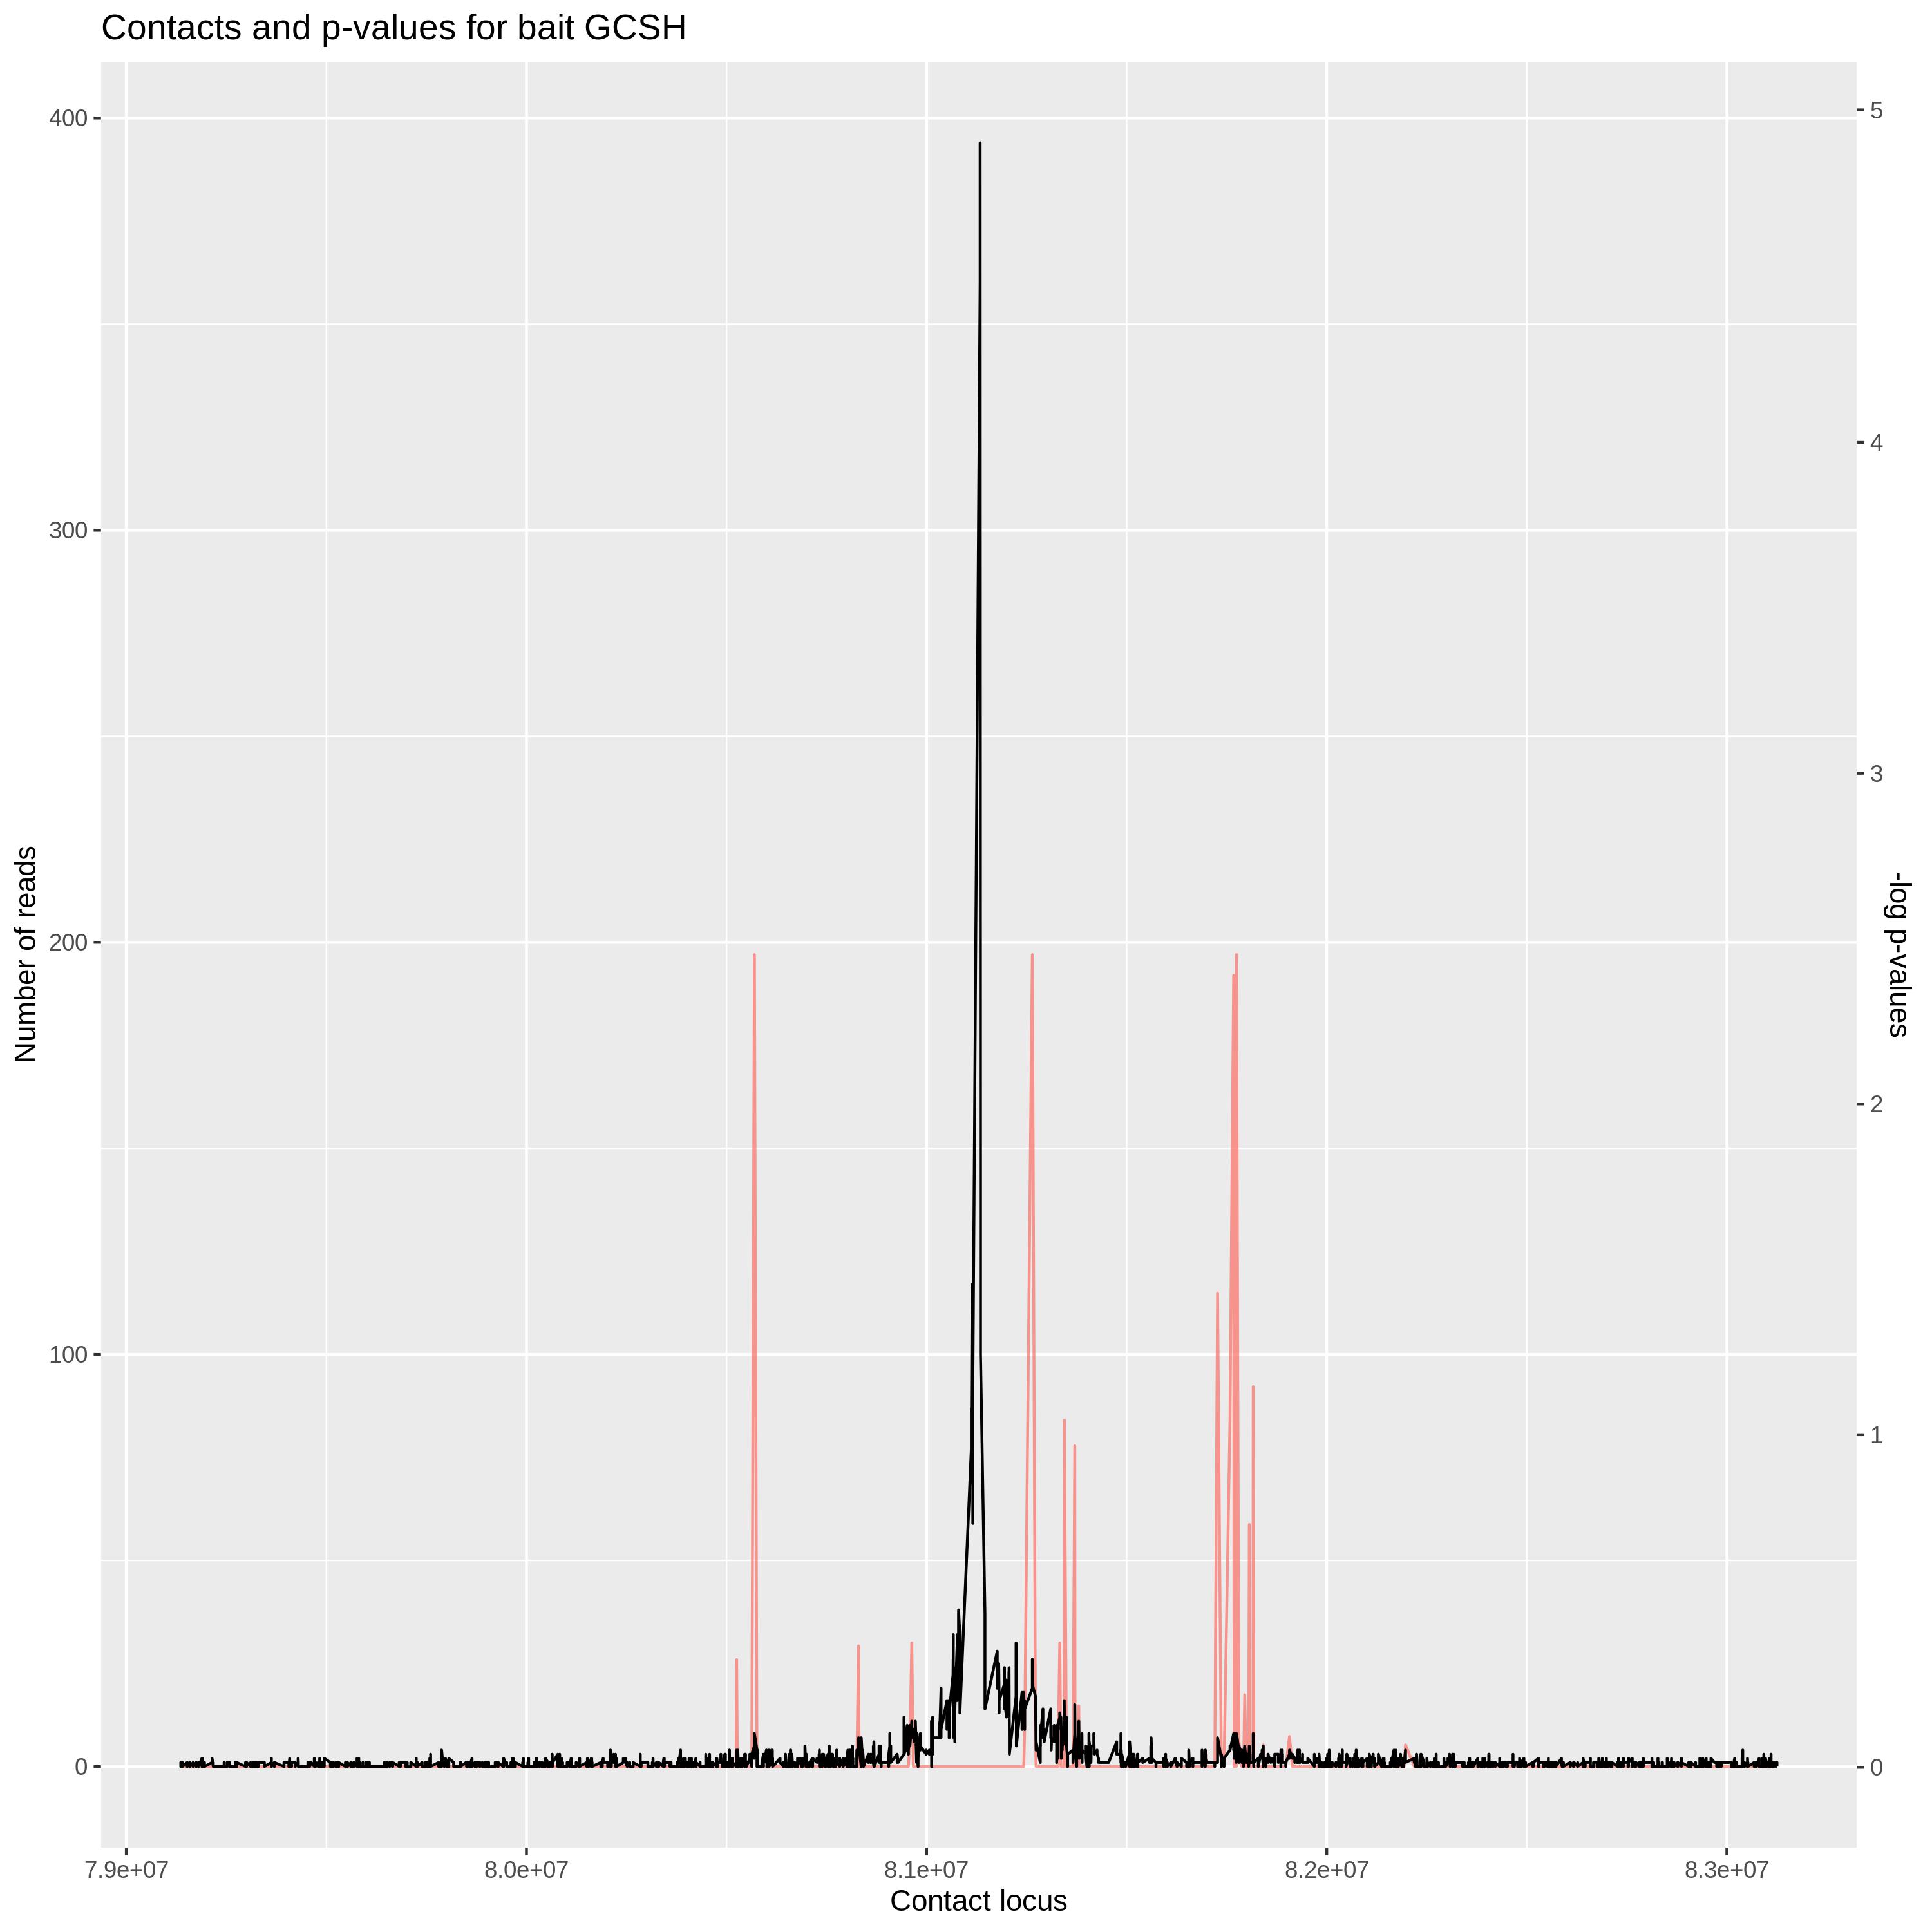 Contacts and p-values for bait GCSH
400
300
200
100
0
Number of reads
5
4
3
2
1
0
-log p-values
7.9e+07
8.0e+07
8.1e+07
8.2e+07
8.3e+07
Contact locus